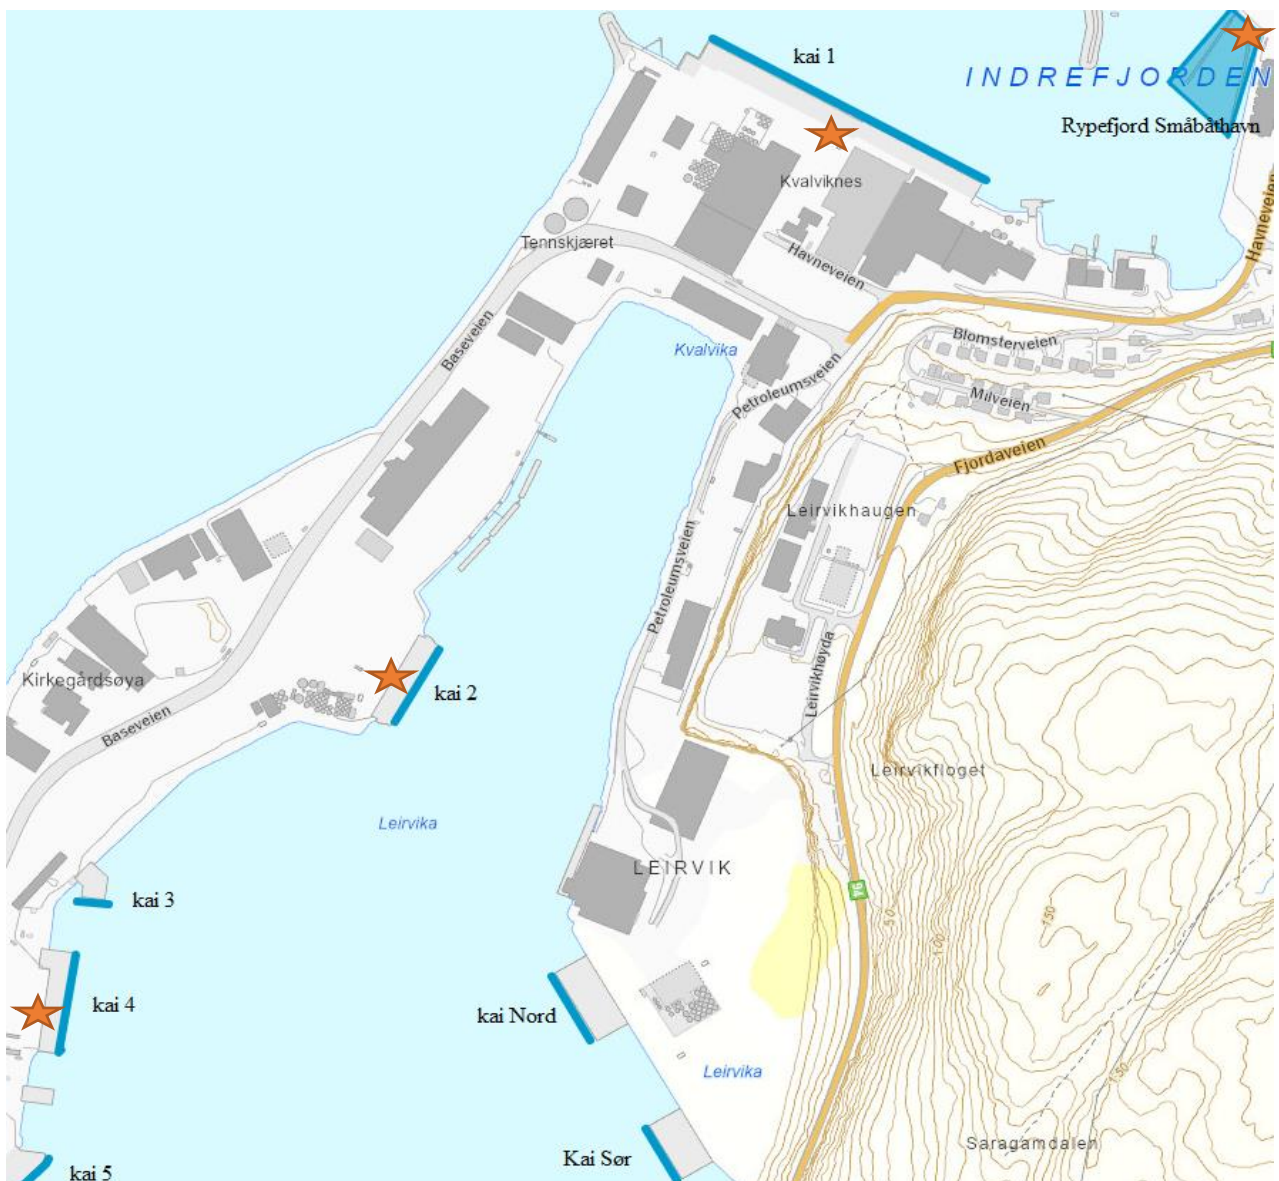 kai 1
INDREFJORDEN
Rypefjord Småbåthavn
Kvalviknes
Havneveien
Tennskjæret
Havneveien
Baseveien
Kvalvika
Blomsterveien
Petroleumsveien
Milveien
Fjordaveien
Leirvikhaugen
Petroleumsveien
Leirvikhøyda
Kirkegårdsøya
kai 2
Baseveien
Leirvikfloget
Leirvika
LEIRVIK
94
kai 3
50
150
100
kai 4
kai Nord
Leirvika
150
Saragamdalen
Kai Sør
kai 5